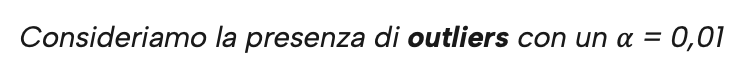 Consideriamo la presenza di outliers con un α = 0,01